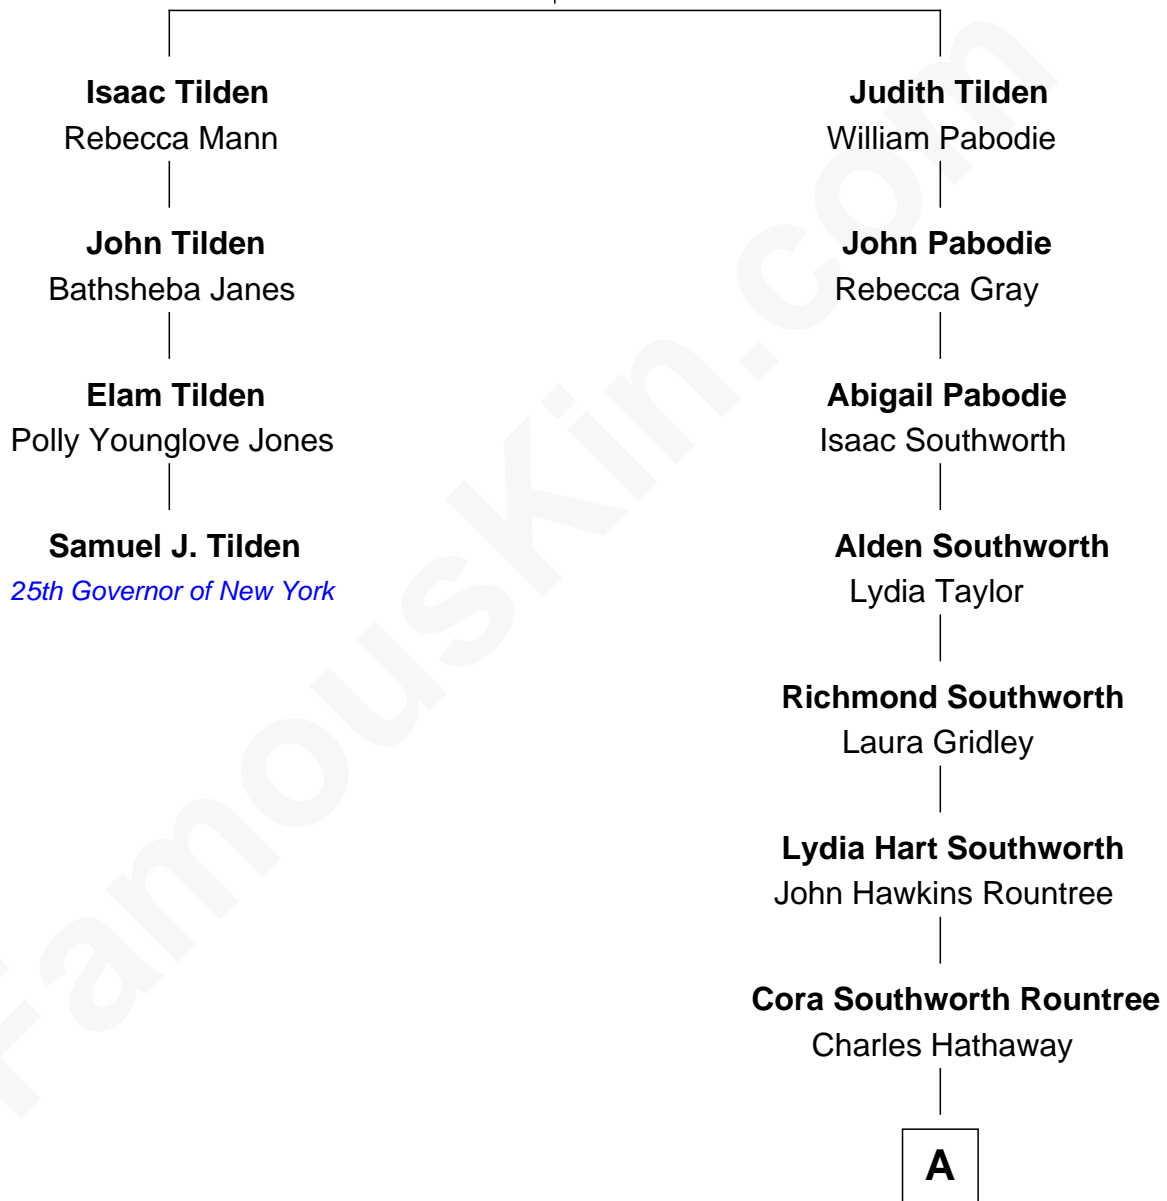 Isaac Tilden
Rebecca Mann
John Tilden
Bathsheba Janes
Elam Tilden
Polly Younglove Jones
Samuel J. Tilden
25th Governor of New York
Judith Tilden
William Pabodie
John Pabodie
Rebecca Gray
Abigail Pabodie
Isaac Southworth
Alden Southworth
Lydia Taylor
Richmond Southworth
Laura Gridley
Lydia Hart Southworth
John Hawkins Rountree
Cora Southworth Rountree
Charles Hathaway
A
FamousKin.com